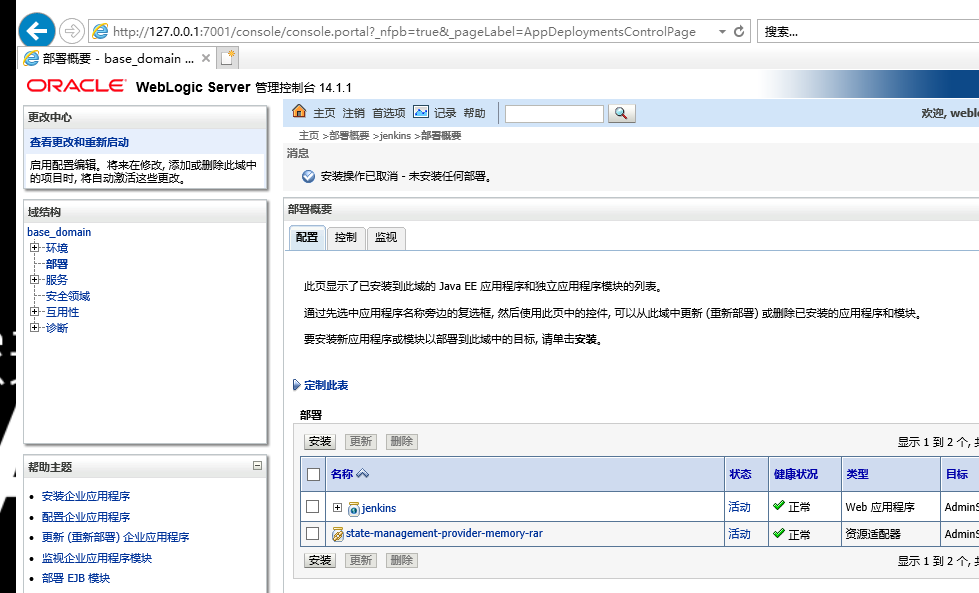 http://127.0.0.1:7001/console/console.portal?_nfpb=true&_pageLabel=AppDeploymentsControlPage
搜索...
部署概要 - base_domain ...
ORACLE WebLogic Server 管理控制台 14.1.1
更改中心
查看更改和重新启动
启用配置编辑。将来在修改, 添加或删除此域中
的项目时, 将自动激活这些更改。
域结构
base_domain
环境
部署
服务
安全领域
互用性
诊断
帮助主题
安装企业应用程序
配置企业应用程序
更新 (重新部署) 企业应用程序
监视企业应用程序模块
部署 EJB 模块
主页 注销 首选项 记录 帮助
欢迎, weblo
主页 >部署概要 >jenkins >部署概要
消息
安装操作已取消 - 未安装任何部署。
部署概要
配置 控制 监视
此页显示了已安装到此域的 Java EE 应用程序和独立应用程序模块的列表。
通过先选中应用程序名称旁边的复选框, 然后使用此页中的控件, 可以从此域中更新 (重新部署) 或删除已安装的应用程序和模块。
要安装新应用程序或模块以部署到此域中的目标, 请单击安装。
定制此表
部署
安装 更新 删除
显示 1 到 2 个, 共
名称 状态 健康状况 类型 目标
jenkins 活动 正常 Web 应用程序 AdminS
state-management-provider-memory-rar 活动 正常 资源适配器 AdminS
安装 更新 删除
显示 1 到 2 个, 共